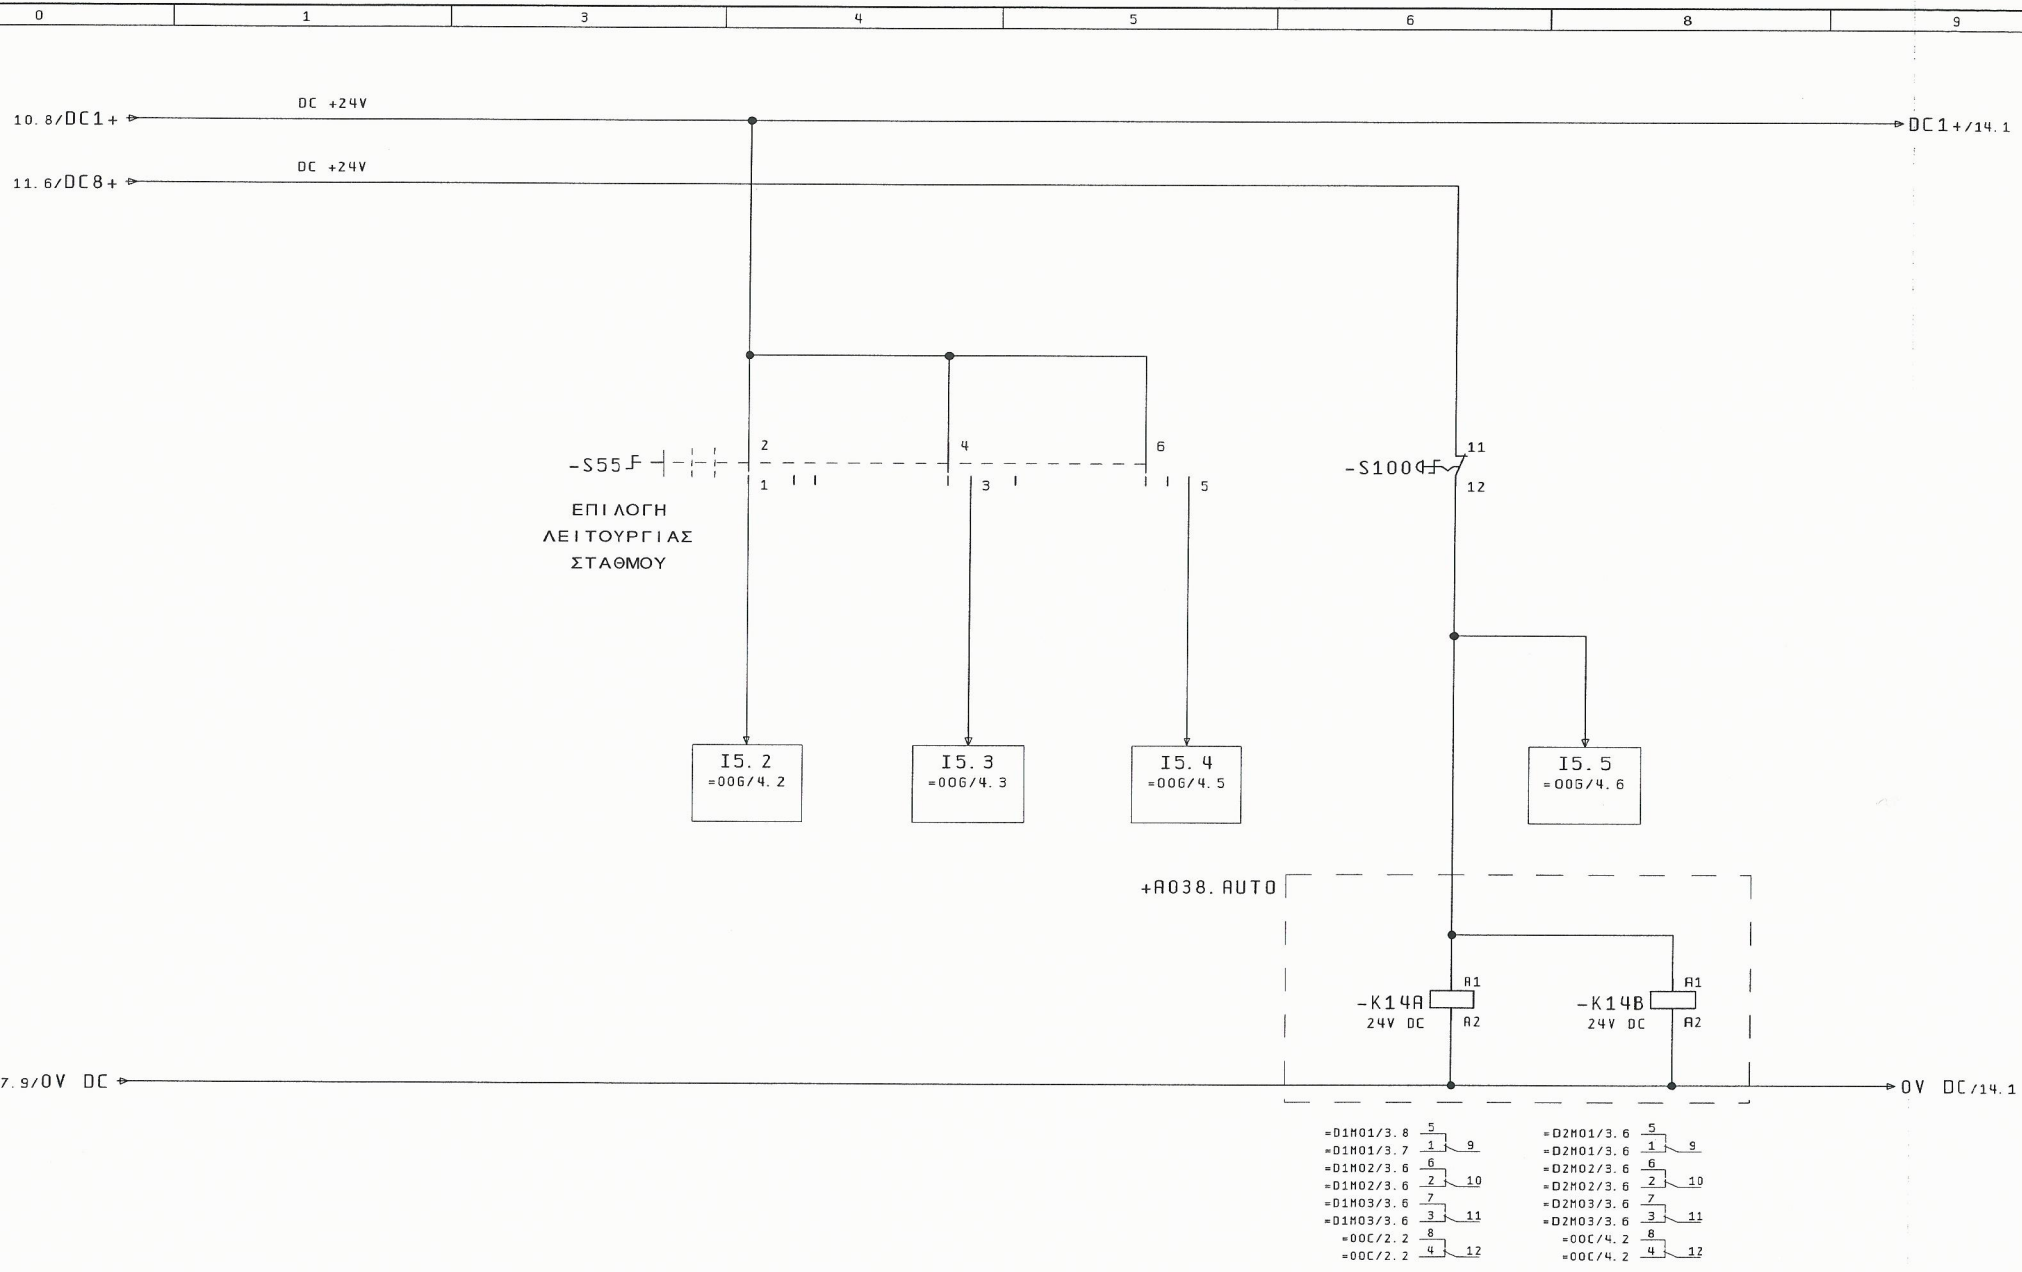 0 1 3 4 5 6 8 9
DC +24V
10.8/DC1+
DC1+/14.1
DC +24V
11.6/DC8+
2 4 6 11
-S55
-S100
1 3 5 12
ΕΠΙΛΟΓΗ
ΛΕΙΤΟΥΡΓΙΑΣ
ΣΤΑΘΜΟΥ
I5.2 I5.3 I5.4 I5.5
=00G/4.2 =00G/4.3 =00G/4.5 =00G/4.6
+A038.AUTO
A1 A1
-K14A -K14B
24V DC A2 24V DC A2
7.9/0V DC
0V DC/14.1
=D1M01/3.8 5 =D2M01/3.6 5
=D1M01/3.7 1 9 =D2M01/3.6 1 9
=D1M02/3.6 6 =D2M02/3.6 6
=D1M02/3.6 2 10 =D2M02/3.6 2 10
=D1M03/3.6 7 =D2M03/3.6 7
=D1M03/3.6 3 11 =D2M03/3.6 3 11
=00C/2.2 8 =00C/4.2 8
=00C/2.2 4 12 =00C/4.2 4 12